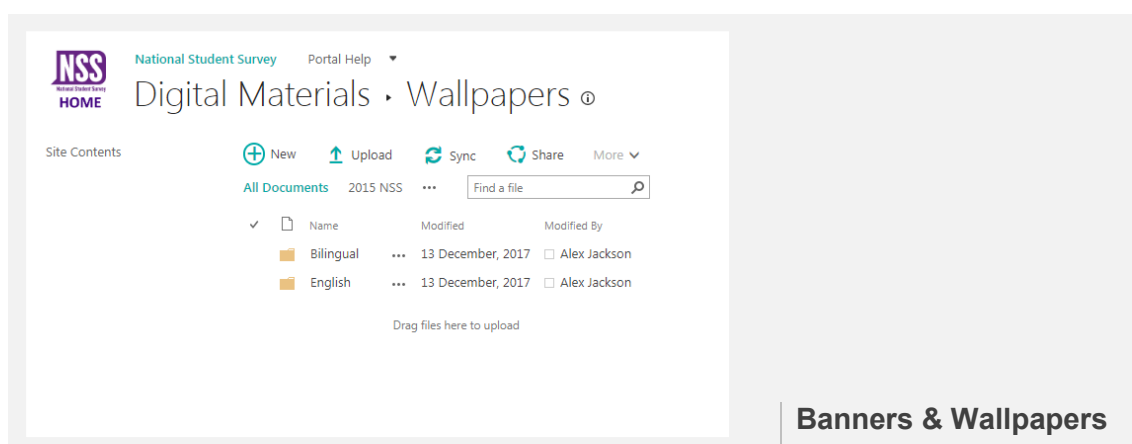 NSS
National Student Survey
HOME
National Student Survey Portal Help
Digital Materials ▸ Wallpapers
Site Contents
New Upload Sync Share More
All Documents 2015 NSS ••• Find a file
Name Modified Modified By
Bilingual ••• 13 December, 2017 Alex Jackson
English ••• 13 December, 2017 Alex Jackson
Drag files here to upload
Banners & Wallpapers